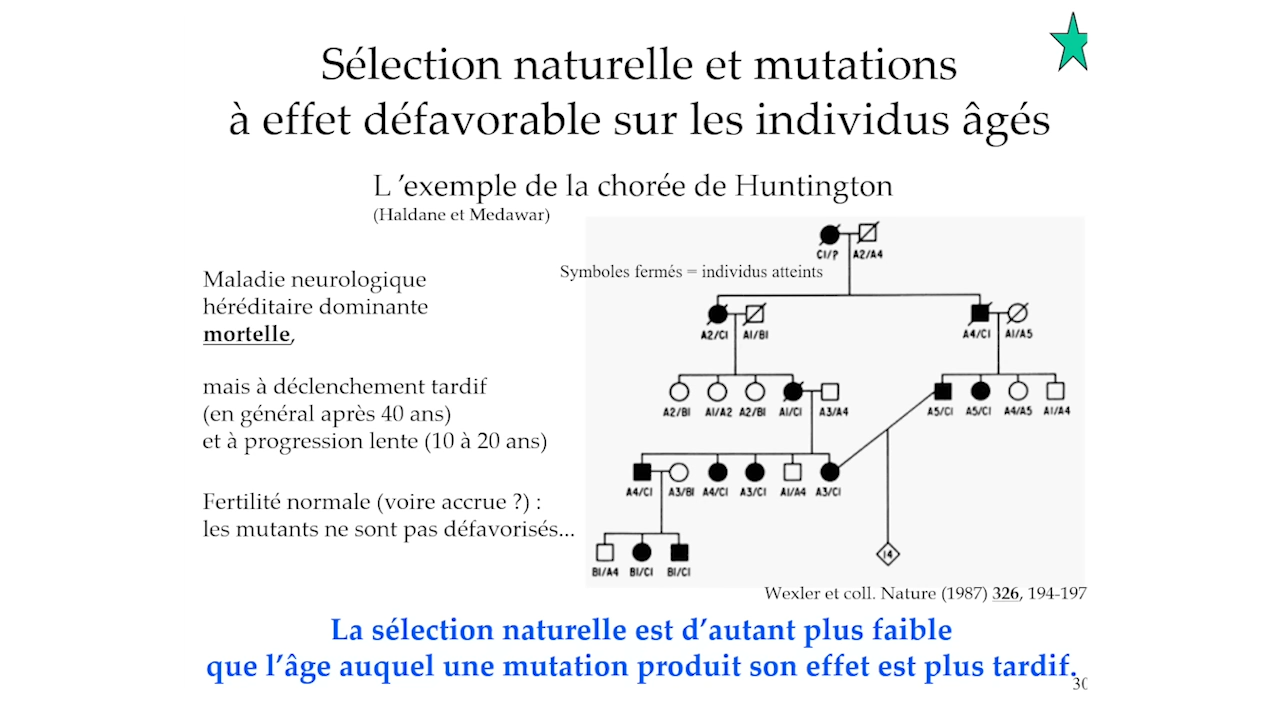 Sélection naturelle et mutations
à effet défavorable sur les individus âgés
L ’exemple de la chorée de Huntington
(Haldane et Medawar)
Symboles fermés = individus atteints
Maladie neurologique
héréditaire dominante
mortelle,
mais à déclenchement tardif
(en général après 40 ans)
et à progression lente (10 à 20 ans)
Fertilité normale (voire accrue ?) :
les mutants ne sont pas défavorisés...
C1/P A2/A4
A2/C1 A1/B1 A4/C1 A1/A5
A2/B1 A1/A2 A2/B1 A1/C1 A3/A4 A5/C1 A5/C1 A4/A5 A1/A4
A4/C1 A3/B1 A4/C1 A3/C1 A1/A4 A3/C1
14
B1/A4 B1/C1 B1/C1
Wexler et coll. Nature (1987) 326, 194-197
La sélection naturelle est d’autant plus faible
que l’âge auquel une mutation produit son effet est plus tardif.
30